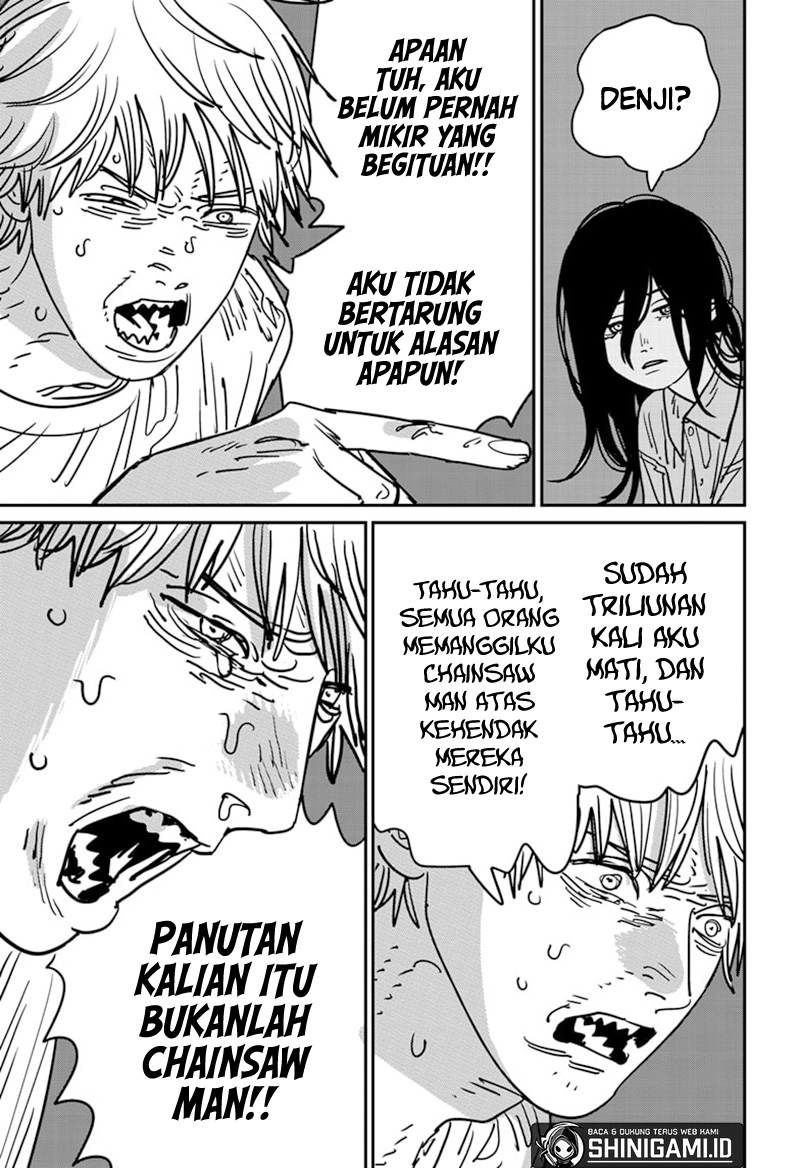 DENJI?
APAAN
TUH, AKU
BELUM PERNAH
MIKIR YANG
BEGITUAN!!
AKU TIDAK
BERTARUNG
UNTUK ALASAN
APAPUN!
SUDAH
TRILIUNAN
KALI AKU
MATI, DAN
TAHU-
TAHU...
TAHU-TAHU,
SEMUA ORANG
MEMANGGILKU
CHAINSAW
MAN ATAS
KEHENDAK
MEREKA
SENDIRI!
PANUTAN
KALIAN ITU
BUKANLAH
CHAINSAW
MAN!!
BACA & DUKUNG TERUS WEB KAMI
SHINIGAMI.ID